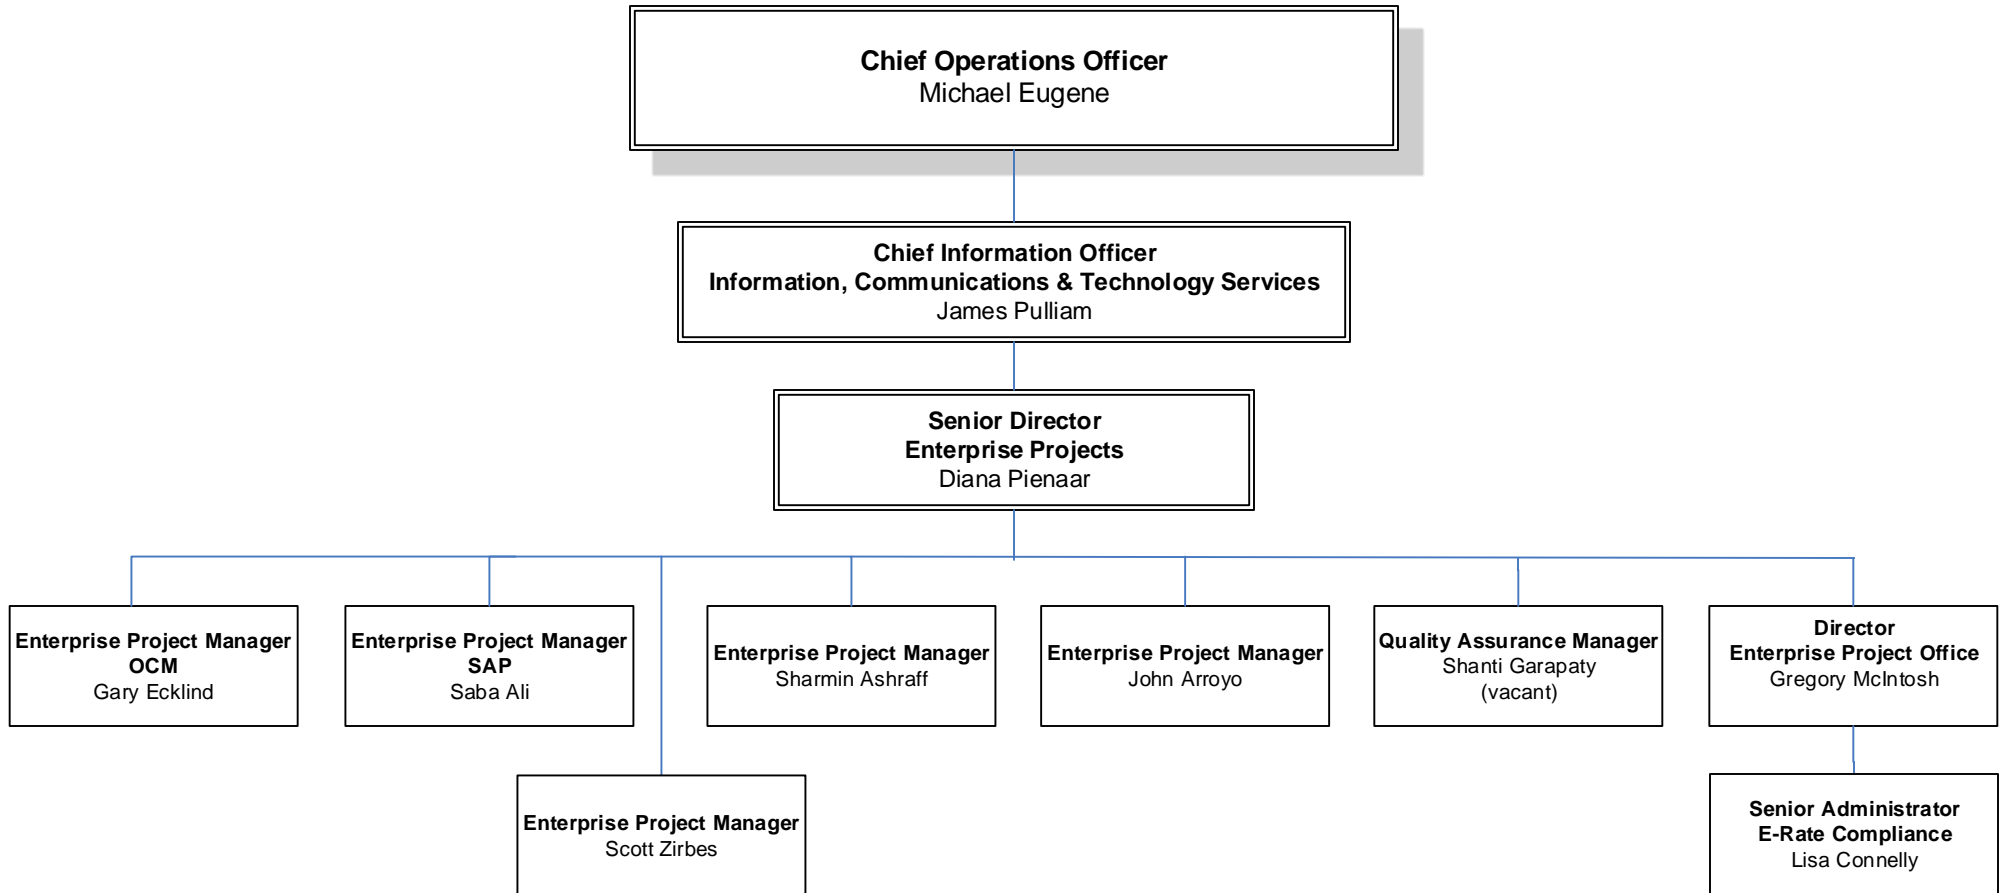 Chief Operations Officer
Michael Eugene
Chief Information Officer
Information, Communications & Technology Services
James Pulliam
Senior Director
Enterprise Projects
Diana Pienaar
Enterprise Project Manager
OCM
Gary Ecklind
Enterprise Project Manager
SAP
Saba Ali
Enterprise Project Manager
Sharmin Ashraff
Enterprise Project Manager
John Arroyo
Quality Assurance Manager
Shanti Garapaty
(vacant)
Director
Enterprise Project Office
Gregory McIntosh
Enterprise Project Manager
Scott Zirbes
Senior Administrator
E-Rate Compliance
Lisa Connelly